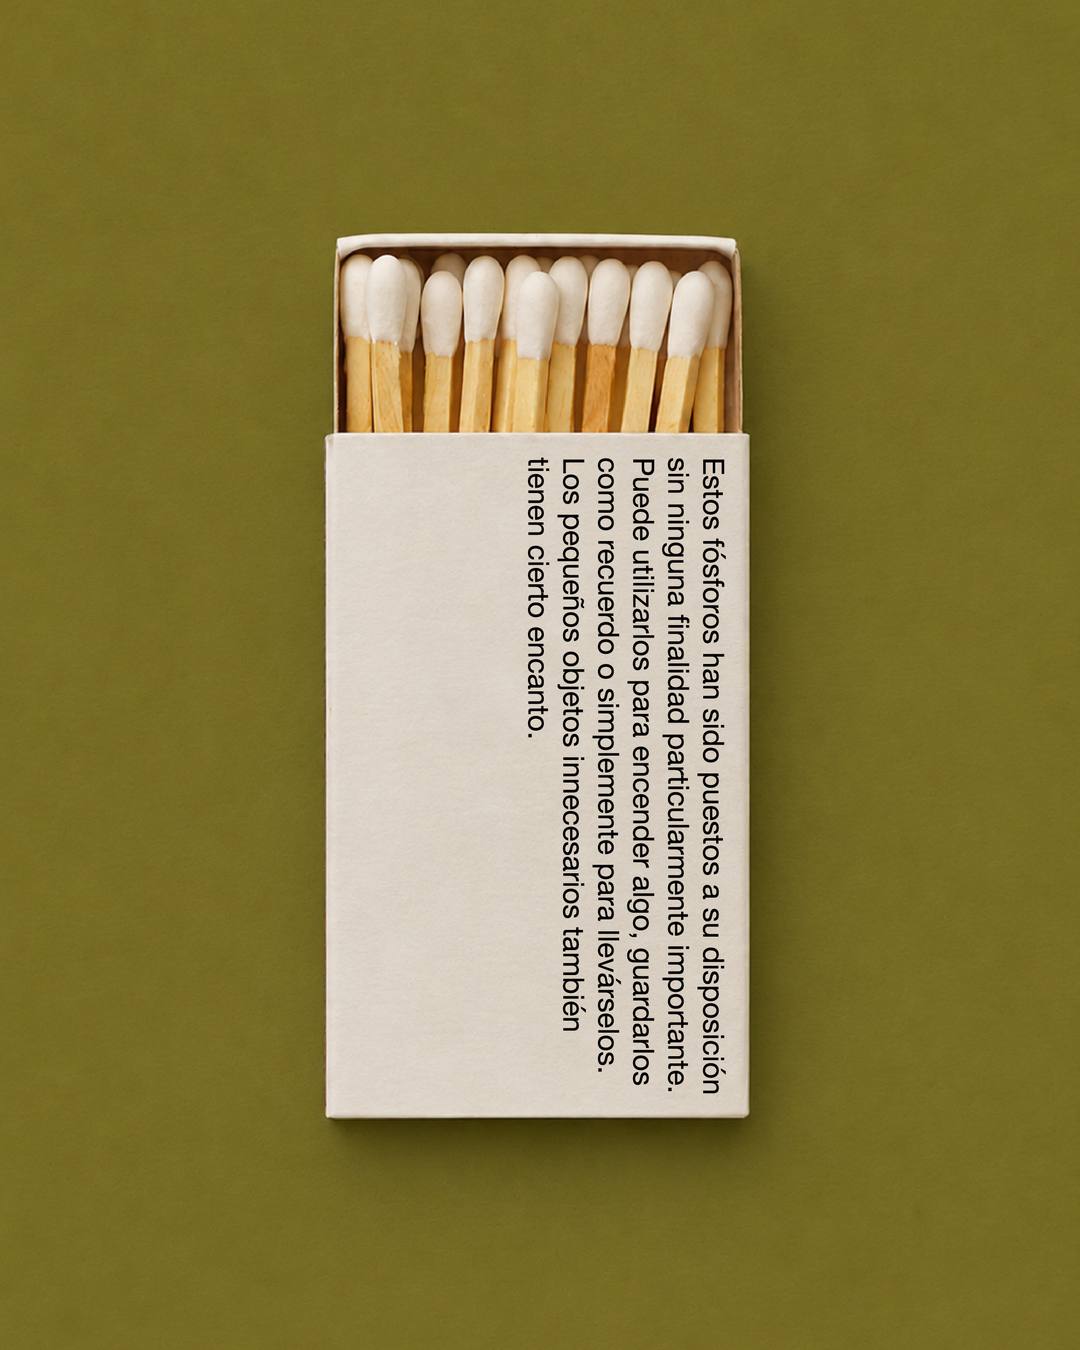 Estos fósforos han sido puestos a su disposición
sin ninguna finalidad particularmente importante.
Puede utilizarlos para encender algo, guardarlos
como recuerdo o simplemente para llevárselos.
Los pequeños objetos innecesarios también
tienen cierto encanto.